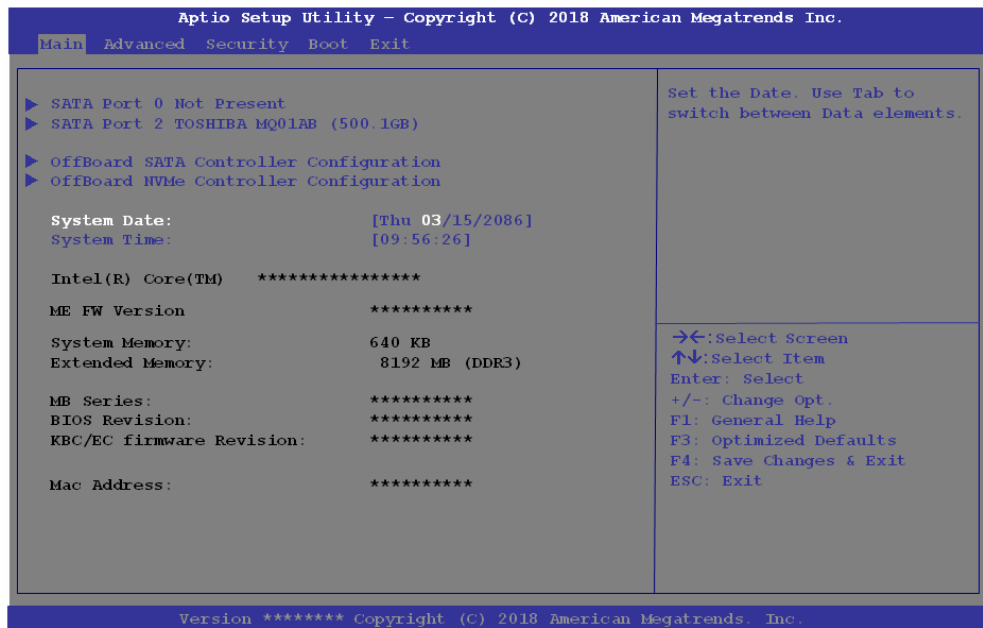 Aptio Setup Utility – Copyright (C) 2018 American Megatrends Inc.
Main Advanced Security Boot Exit
SATA Port 0 Not Present
SATA Port 2 TOSHIBA MQ01AB (500.1GB)
OffBoard SATA Controller Configuration
OffBoard NVMe Controller Configuration
System Date: [Thu 03/15/2086]
System Time: [09:56:26]
Intel(R) Core(TM) ****************
ME FW Version **********
System Memory: 640 KB
Extended Memory: 8192 MB (DDR3)
MB Series: **********
BIOS Revision: **********
KBC/EC firmware Revision: **********
Mac Address: **********
Set the Date. Use Tab to
switch between Data elements.
→←:Select Screen
↑↓:Select Item
Enter: Select
+/-: Change Opt.
F1: General Help
F3: Optimized Defaults
F4: Save Changes & Exit
ESC: Exit
Version ******** Copyright (C) 2018 American Megatrends. Inc.